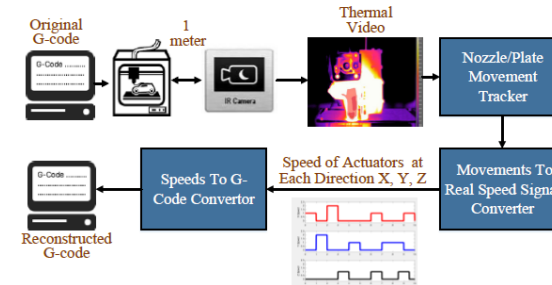 Original
G-code
G-Code
1
meter
IR Camera
Thermal
Video
Nozzle/Plate
Movement
Tracker
G-Code
Reconstructed
G-code
Speeds To G-
Code Convertor
Speed of Actuators at
Each Direction X, Y, Z
Movements To
Real Speed Signal
Converter